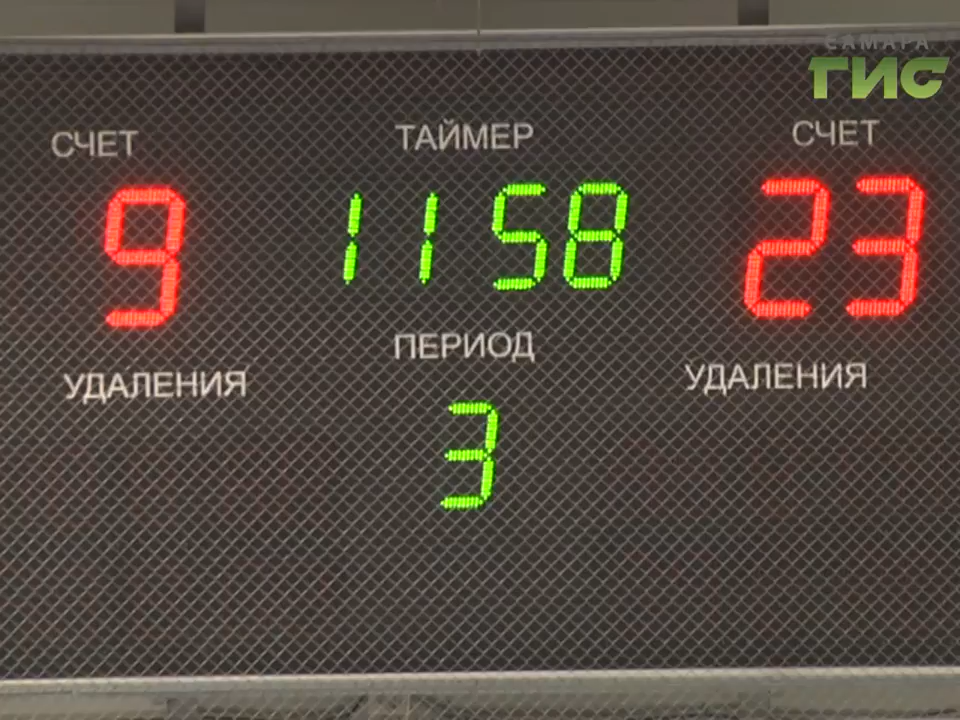 САМАРА
ГИС
СЧЕТ ТАЙМЕР СЧЕТ
9 11 58 23
ПЕРИОД
УДАЛЕНИЯ УДАЛЕНИЯ
3